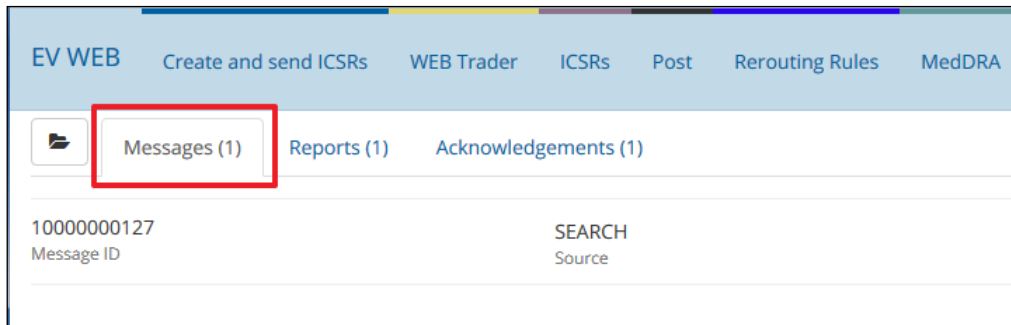 EV WEB Create and send ICSRs WEB Trader ICSRs Post Rerouting Rules MedDRA
Messages (1) Reports (1) Acknowledgements (1)
10000000127 SEARCH
Message ID Source